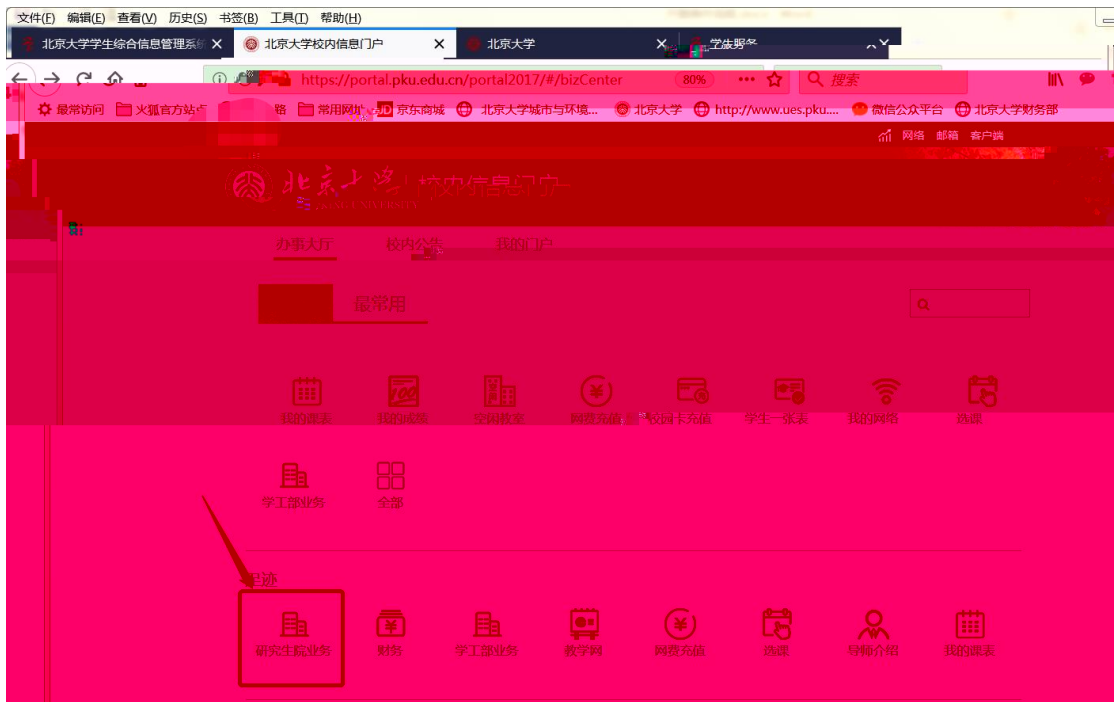 文件(F) 编辑(E) 查看(V) 历史(S) 书签(B) 工具(T) 帮助(H)
北京大学学生综合信息管理系统 × 北京大学校内信息门户 × 北京大学 ×
https://portal.pku.edu.cn/portal2017/#/bizCenter 80% ••• 搜索
最常访问 火狐官方站点 常用网址 JD 京东商城 北京大学城市与环境... 北京大学 http://www.ues.pku.... 微信公众平台 北京大学财务部
网络 邮箱 客户端
北京大学 校内信息门户
UNIVERSITY
办事大厅 校内公告 我的门户
最常用
我的课表 我的成绩 空闲教室 网费充值 校园卡充值 学生一张表 我的网络 选课
学工部业务 全部
足迹
研究生院业务 财务 学工部业务 教学网 网费充值 选课 导师介绍 我的课表